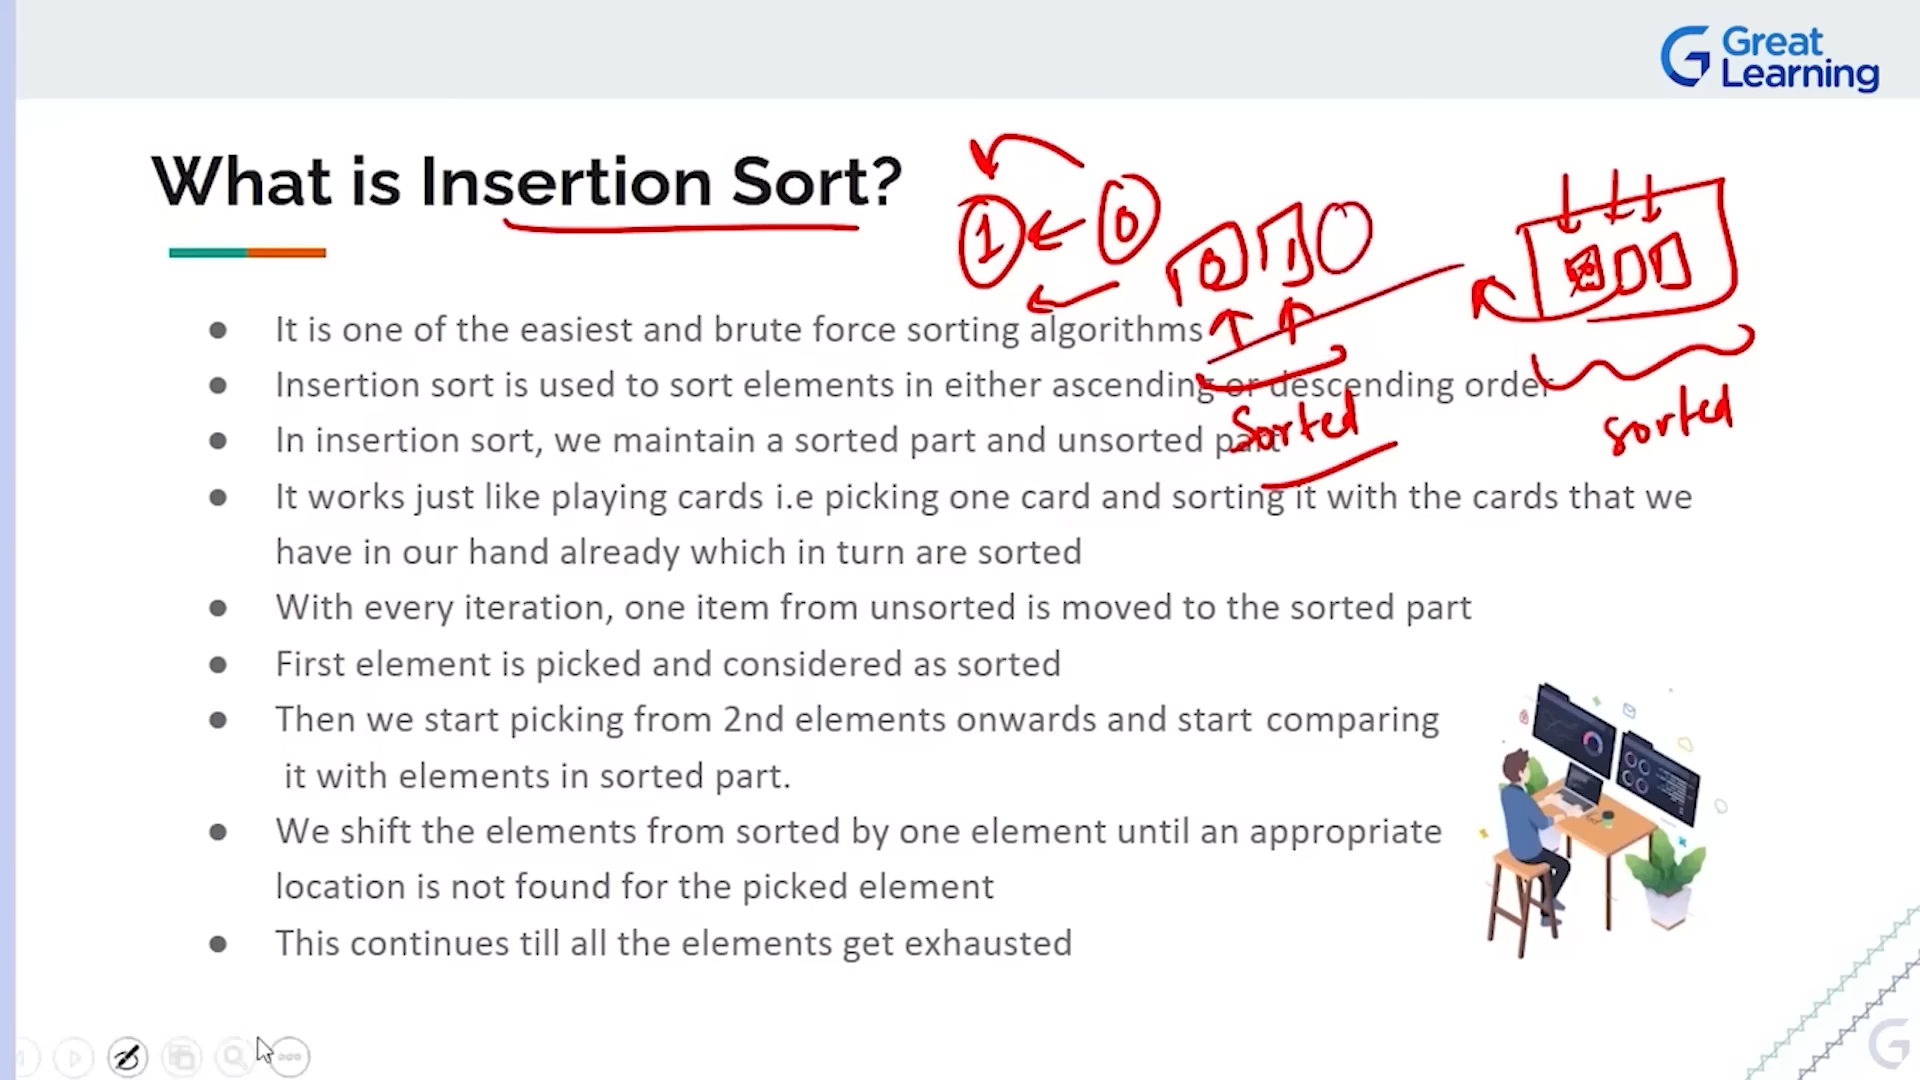 Great
Learning
What is Insertion Sort?
1 0 0 1
● It is one of the easiest and brute force sorting algorithms
● Insertion sort is used to sort elements in either ascending or descending order
● In insertion sort, we maintain a sorted part and unsorted part
Sorted
sorted
● It works just like playing cards i.e picking one card and sorting it with the cards that we
have in our hand already which in turn are sorted
● With every iteration, one item from unsorted is moved to the sorted part
● First element is picked and considered as sorted
● Then we start picking from 2nd elements onwards and start comparing
it with elements in sorted part.
● We shift the elements from sorted by one element until an appropriate
location is not found for the picked element
● This continues till all the elements get exhausted